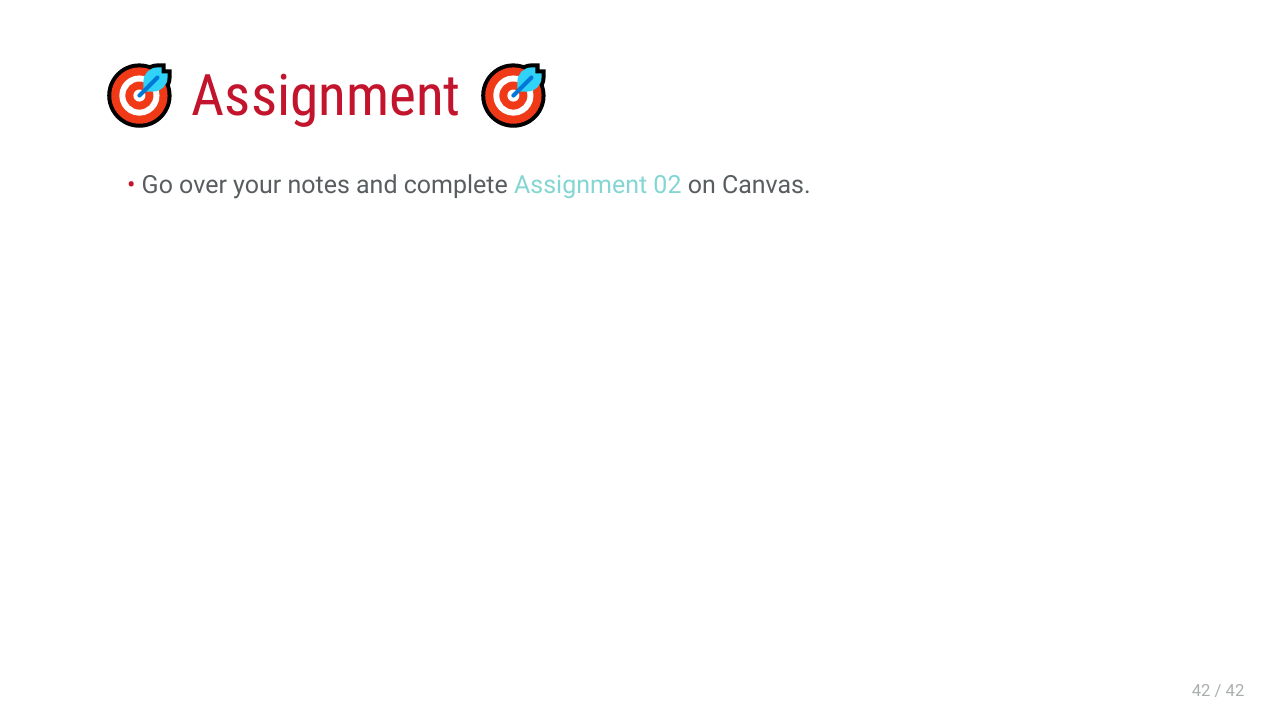 Assignment
• Go over your notes and complete Assignment 02 on Canvas.
42 / 42